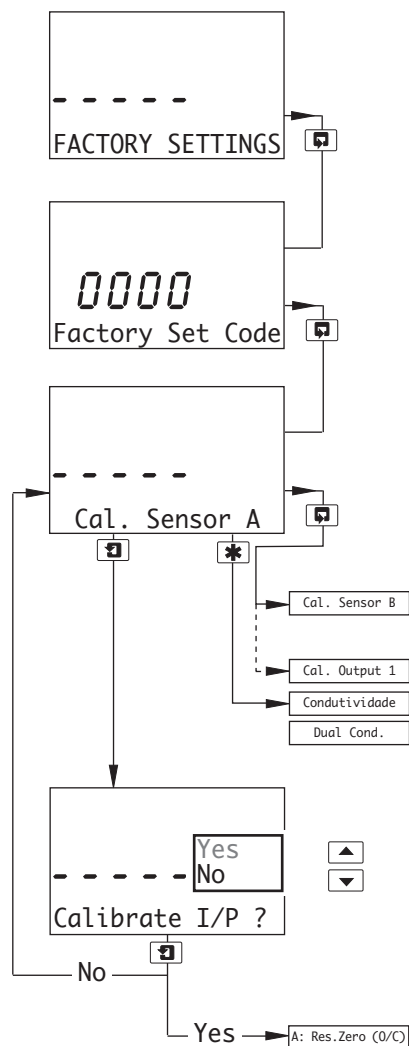 - - - - -
FACTORY SETTINGS
0000
Factory Set Code
- - - - -
Cal. Sensor A
Cal. Sensor B
Cal. Output 1
Condutividade
Dual Cond.
Yes
- - - - - No
Calibrate I/P ?
No
Yes
A: Res.Zero (O/C)